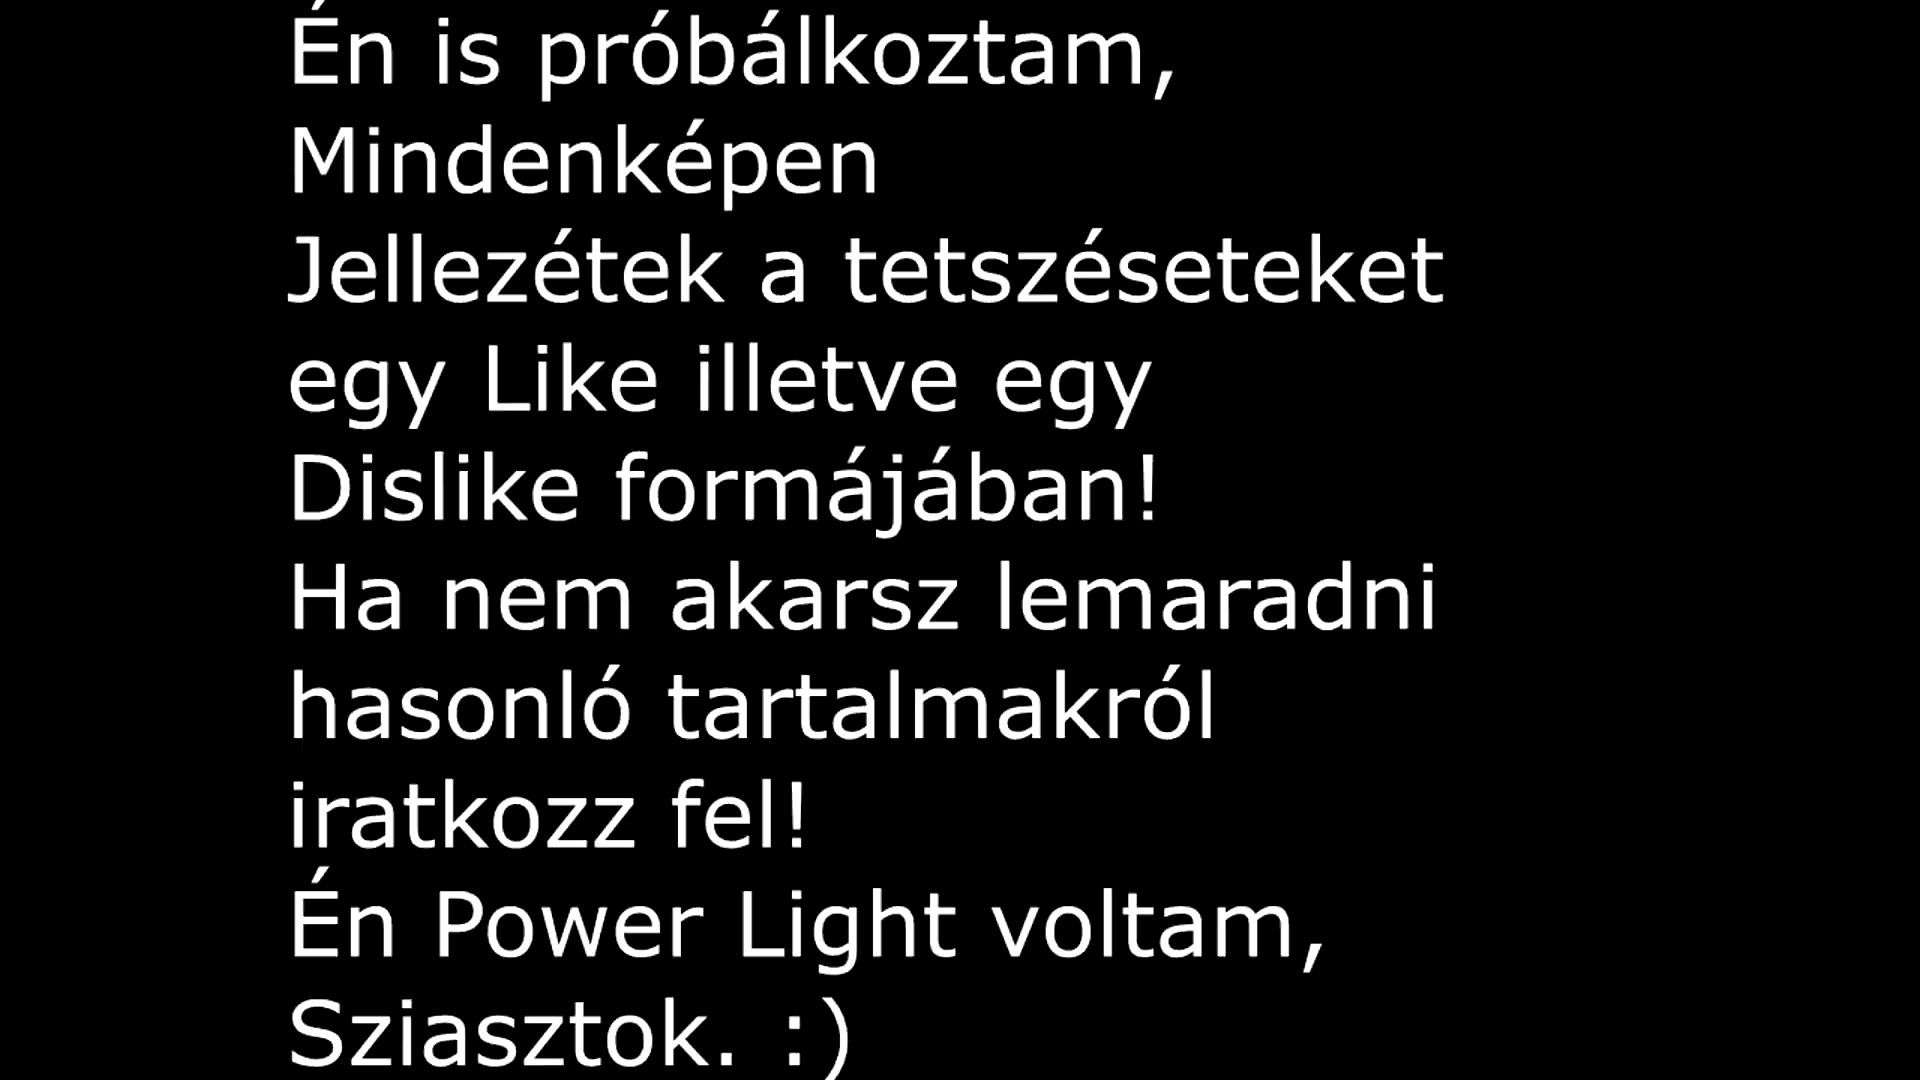 Én is próbálkoztam,
Mindenképen
Jellezétek a tetszéseteket
egy Like illetve egy
Dislike formájában!
Ha nem akarsz lemaradni
hasonló tartalmakról
iratkozz fel!
Én Power Light voltam,
Sziasztok. :)